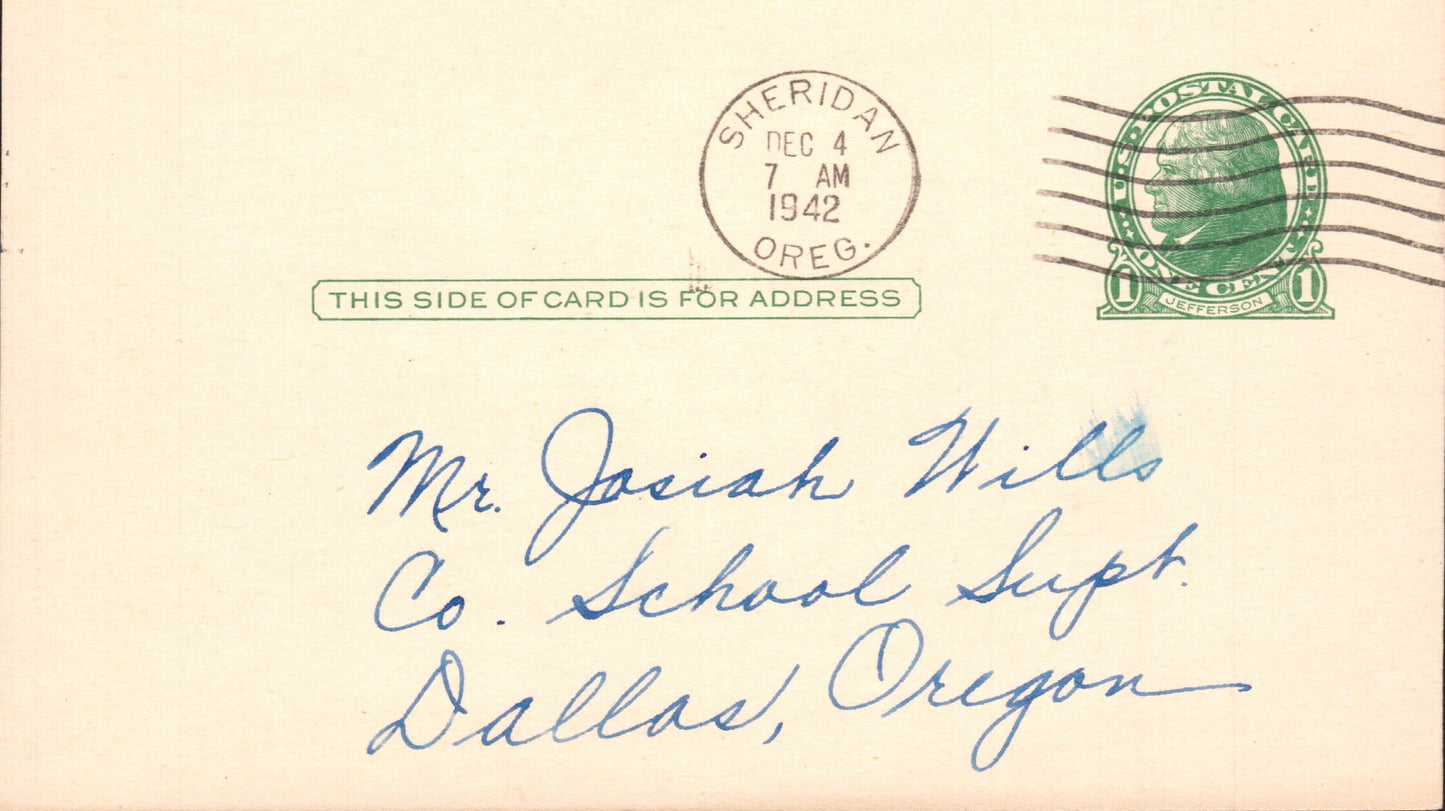 SHERIDAN
DEC 4
7 AM
1942
OREG.
U.S. POSTAL CARD
ONE CENT
1 JEFFERSON 1
THIS SIDE OF CARD IS FOR ADDRESS
Mr. Josiah Wills
Co. School Supt.
Dallas, Oregon